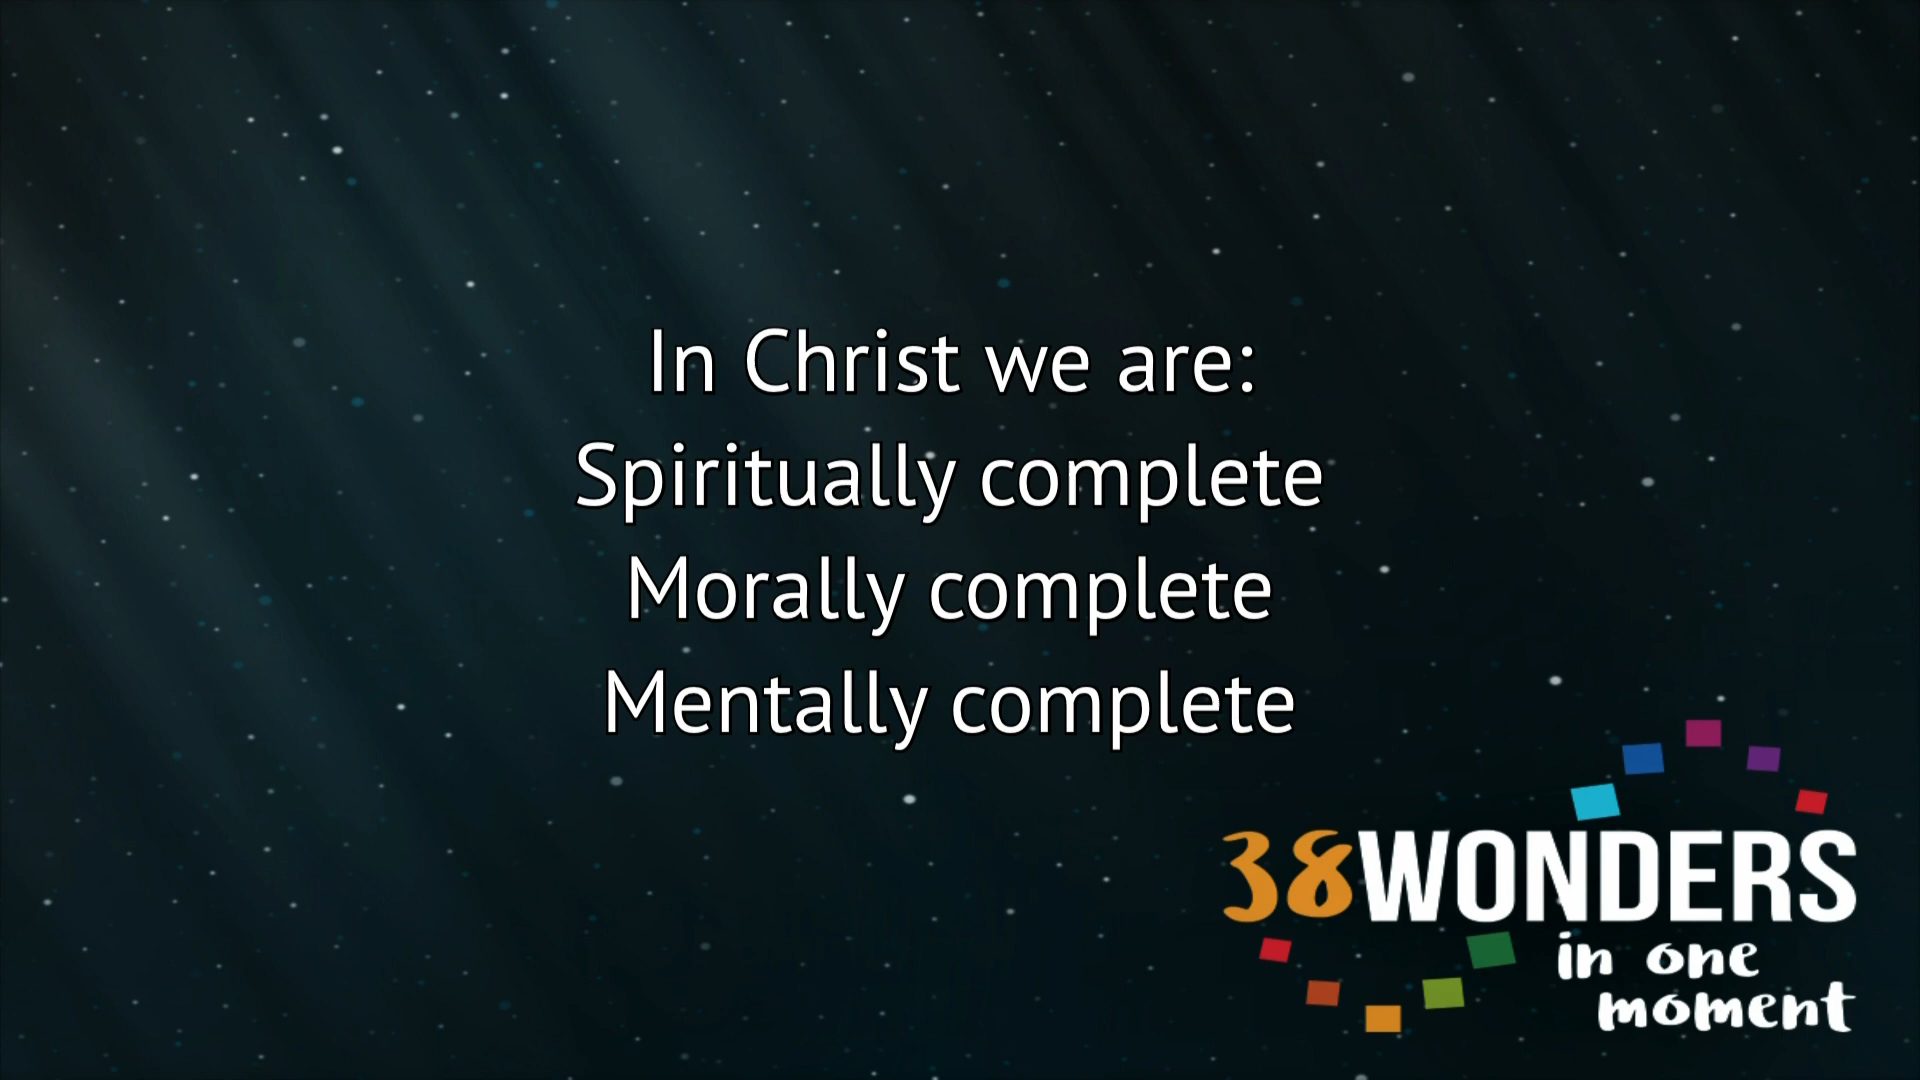 In Christ we are:
Spiritually complete
Morally complete
Mentally complete
38WONDERS
in one
moment